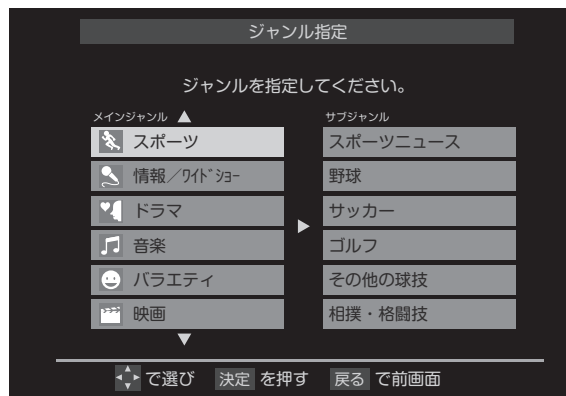 ジャンル指定
ジャンルを指定してください。
メインジャンル
スポーツ
情報／ﾜｲﾄﾞｼｮｰ
ドラマ
音楽
バラエティ
映画
サブジャンル
スポーツニュース
野球
サッカー
ゴルフ
その他の球技
相撲・格闘技
で選び 決定 を押す 戻る で前画面